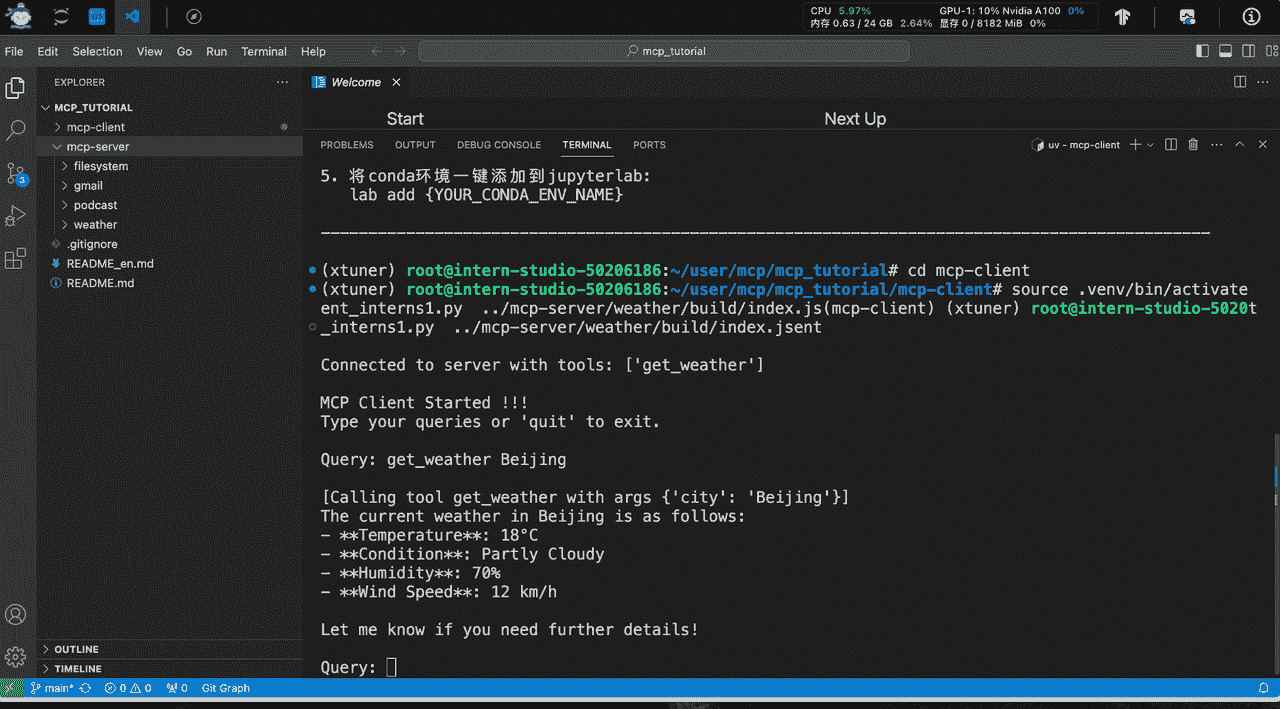 CPU 5.97%
GPU-1: 10% Nvidia A100 0%
内存 0.63 / 24 GB 2.64%
显存 0 / 8182 MiB 0%
File Edit Selection View Go Run Terminal Help
mcp_tutorial
EXPLORER
MCP_TUTORIAL
mcp-client
mcp-server
filesystem
gmail
podcast
weather
.gitignore
README_en.md
README.md
OUTLINE
TIMELINE
Welcome
Start
Next Up
PROBLEMS OUTPUT DEBUG CONSOLE TERMINAL PORTS
uv - mcp-client
5. 将conda环境一键添加到jupyterlab:
lab add {YOUR_CONDA_ENV_NAME}
(xtuner) root@intern-studio-50206186:~/user/mcp/mcp_tutorial# cd mcp-client
(xtuner) root@intern-studio-50206186:~/user/mcp/mcp_tutorial/mcp-client# source .venv/bin/activate
ent_interns1.py ../mcp-server/weather/build/index.js(mcp-client) (xtuner) root@intern-studio-5020t
_interns1.py ../mcp-server/weather/build/index.jsent
Connected to server with tools: ['get_weather']
MCP Client Started !!!
Type your queries or 'quit' to exit.
Query: get_weather Beijing
[Calling tool get_weather with args {'city': 'Beijing'}]
The current weather in Beijing is as follows:
- **Temperature**: 18°C
- **Condition**: Partly Cloudy
- **Humidity**: 70%
- **Wind Speed**: 12 km/h
Let me know if you need further details!
Query:
3
main* 0 0 0 Git Graph